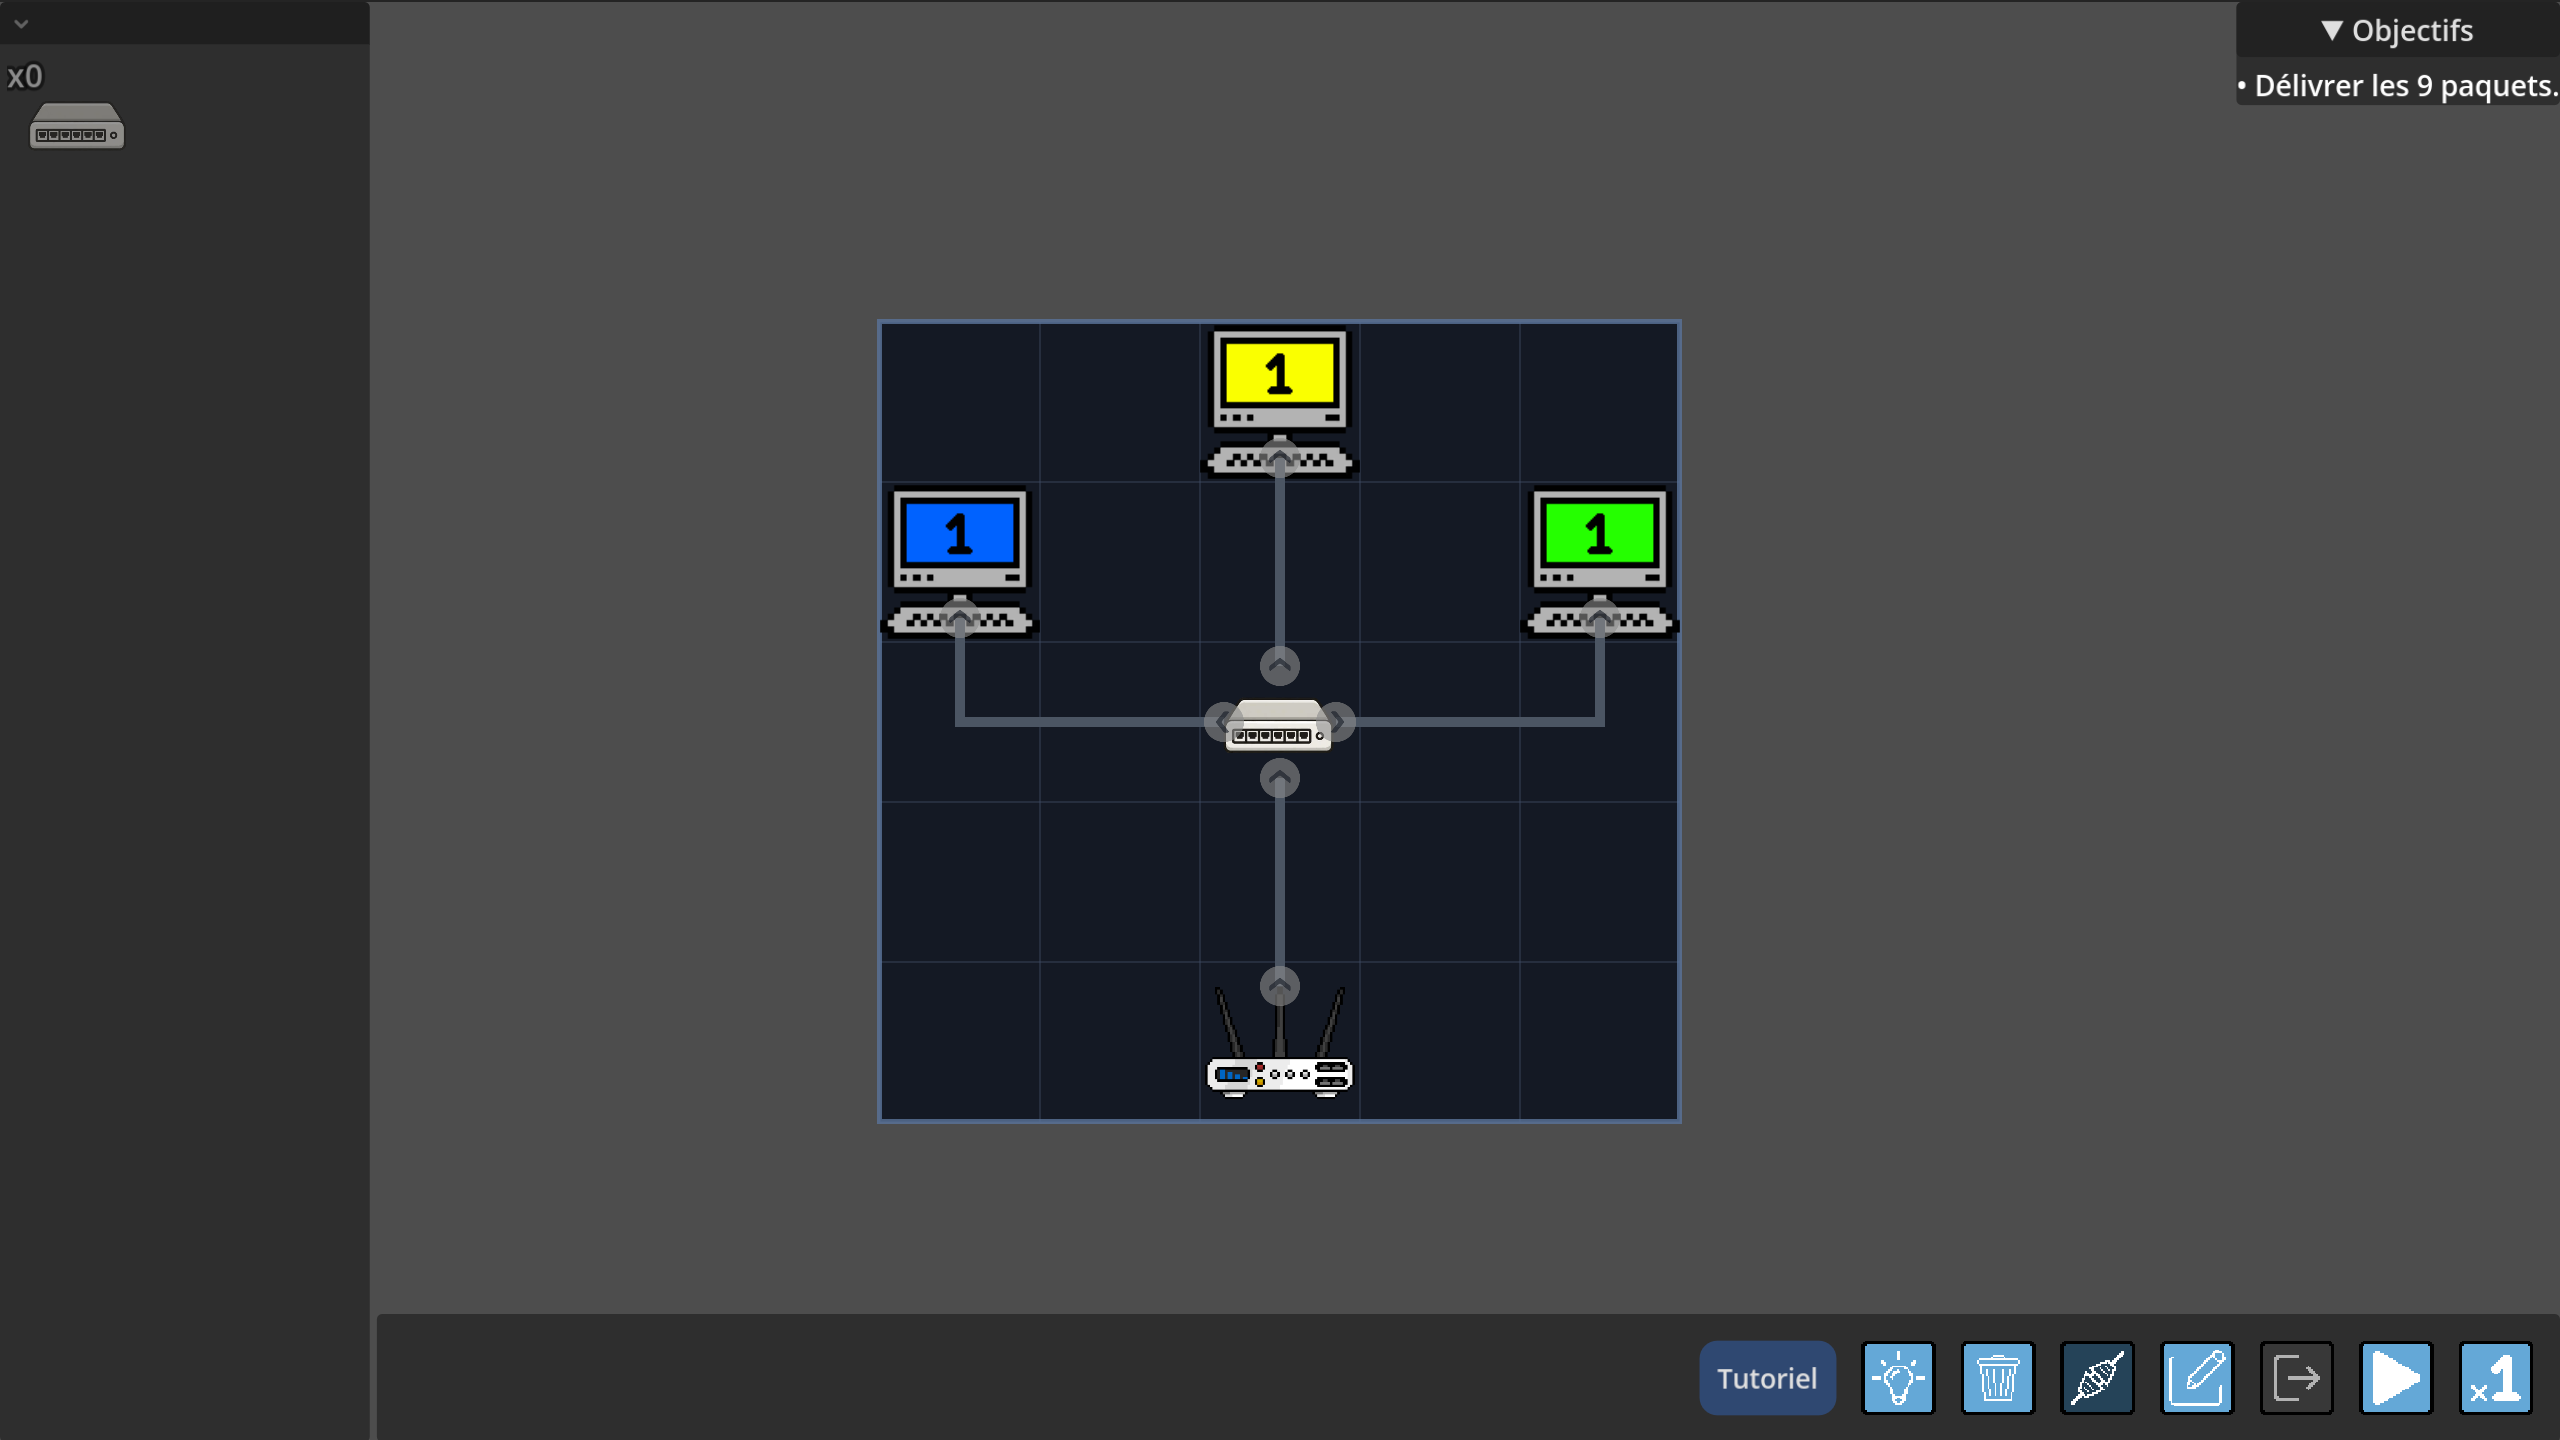 ▼ Objectifs
x0
• Délivrer les 9 paquets.
1
1
1
Tutoriel
x1